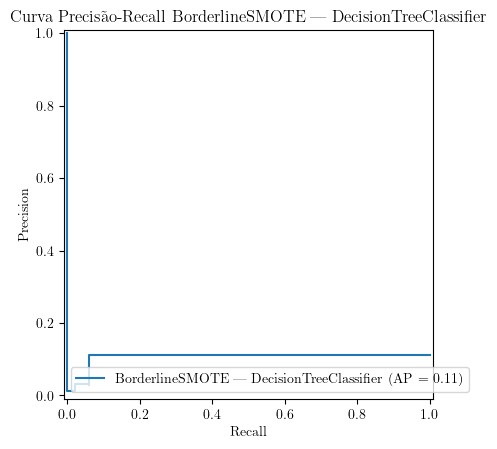 Curva Precisão-Recall BorderlineSMOTE — DecisionTreeClassifier
1.0
0.8
0.6
0.4
0.2
0.0
Precision
BorderlineSMOTE — DecisionTreeClassifier (AP = 0.11)
0.0 0.2 0.4 0.6 0.8 1.0
Recall